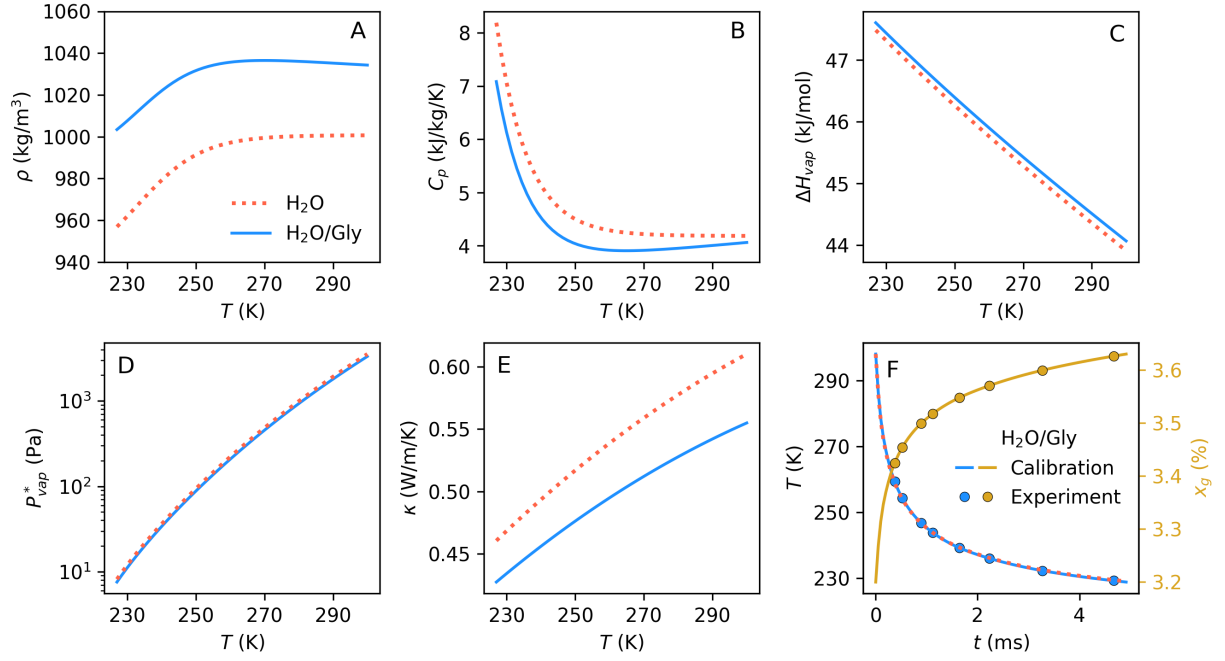 1060
1040
1020
1000
980
960
940
ρ (kg/m³)
A
H₂O
H₂O/Gly
230
250
270
290
T (K)
8
7
6
5
4
C_p (kJ/kg/K)
B
230
250
270
290
T (K)
47
46
45
44
ΔH_vap (kJ/mol)
C
230
250
270
290
T (K)
10³
10²
10¹
P*_vap (Pa)
D
230
250
270
290
T (K)
0.60
0.55
0.50
0.45
κ (W/m/K)
E
230
250
270
290
T (K)
290
270
250
230
T (K)
F
H₂O/Gly
Calibration
Experiment
3.6
3.5
3.4
3.3
3.2
x_g (%)
0
2
4
t (ms)